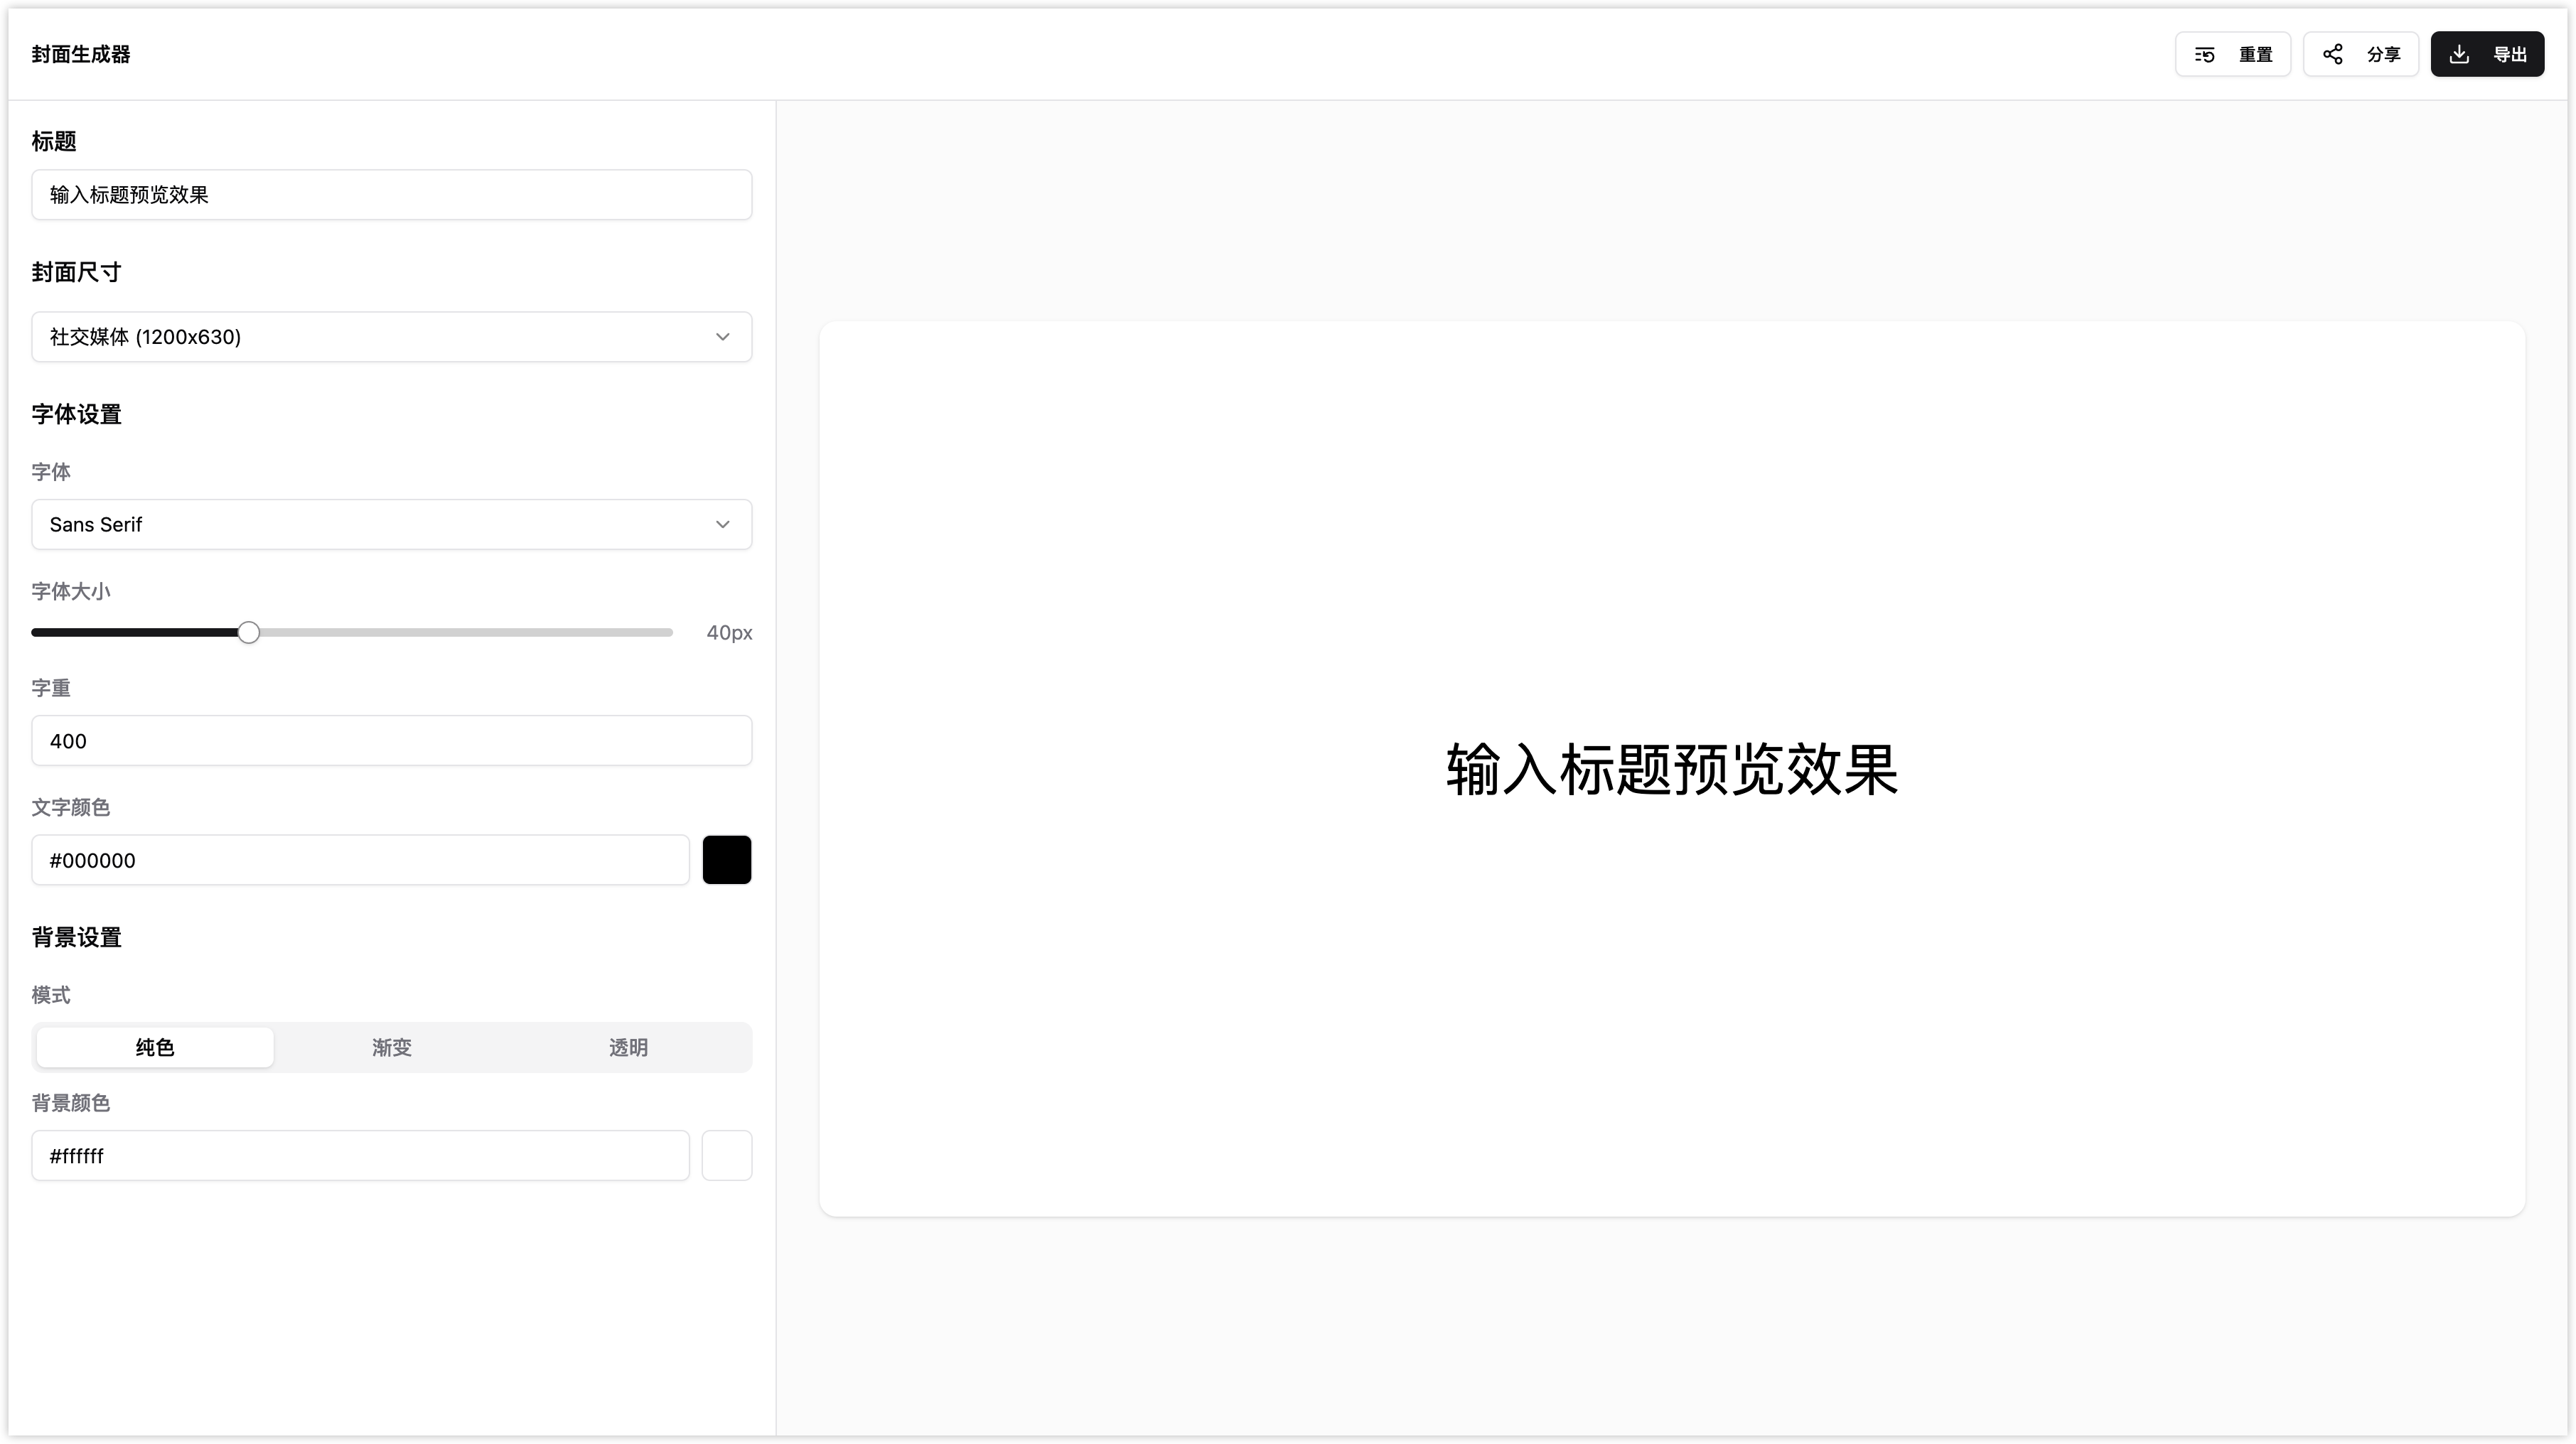 封面生成器
重置
分享
导出
标题
输入标题预览效果
封面尺寸
社交媒体 (1200x630)
字体设置
字体
Sans Serif
字体大小
40px
字重
400
文字颜色
#000000
背景设置
模式
纯色 渐变 透明
背景颜色
#ffffff
输入标题预览效果